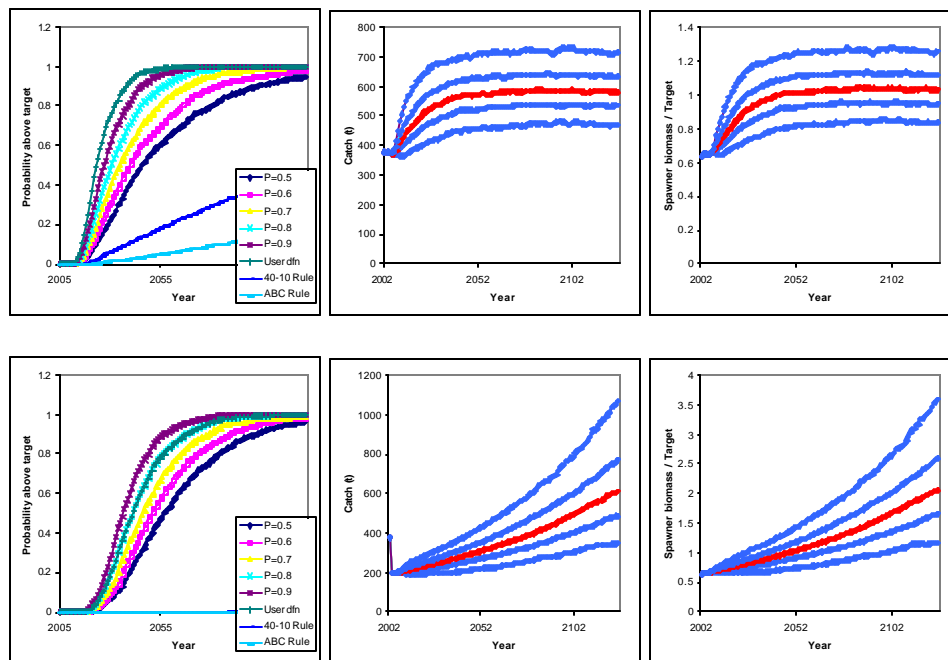 1.2
1
0.8
0.6
0.4
0.2
0
Probability above target
2005
2055
Year
P=0.5
P=0.6
P=0.7
P=0.8
P=0.9
User dfn
40-10 Rule
ABC Rule
800
700
600
500
400
300
200
100
0
Catch (t)
2002
2052
2102
Year
1.4
1.2
1
0.8
0.6
0.4
0.2
0
Spawner biomass / Target
2002
2052
2102
Year
1.2
1
0.8
0.6
0.4
0.2
0
Probability above target
2005
2055
Year
P=0.5
P=0.6
P=0.7
P=0.8
P=0.9
User dfn
40-10 Rule
ABC Rule
1200
1000
800
600
400
200
0
Catch (t)
2002
2052
2102
Year
4
3.5
3
2.5
2
1.5
1
0.5
0
Spawner biomass / Target
2002
2052
2102
Year